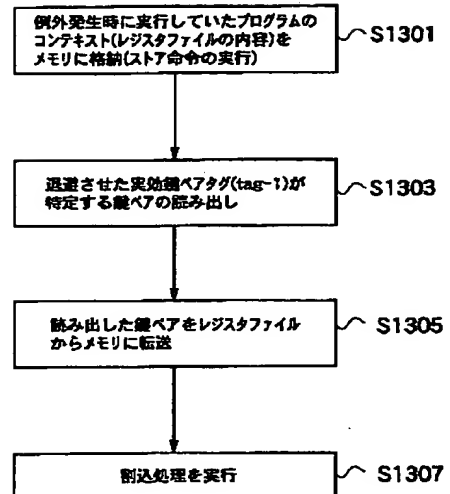 例外発生時に実行していたプログラムの
コンテキスト(レジスタファイルの内容)を
メモリに格納(ストア命令の実行)
S1301
退避させた実効鍵ペアタグ(tag-i)が
特定する鍵ペアの読み出し
S1303
読み出した鍵ペアをレジスタファイル
からメモリに転送
S1305
割込処理を実行
S1307